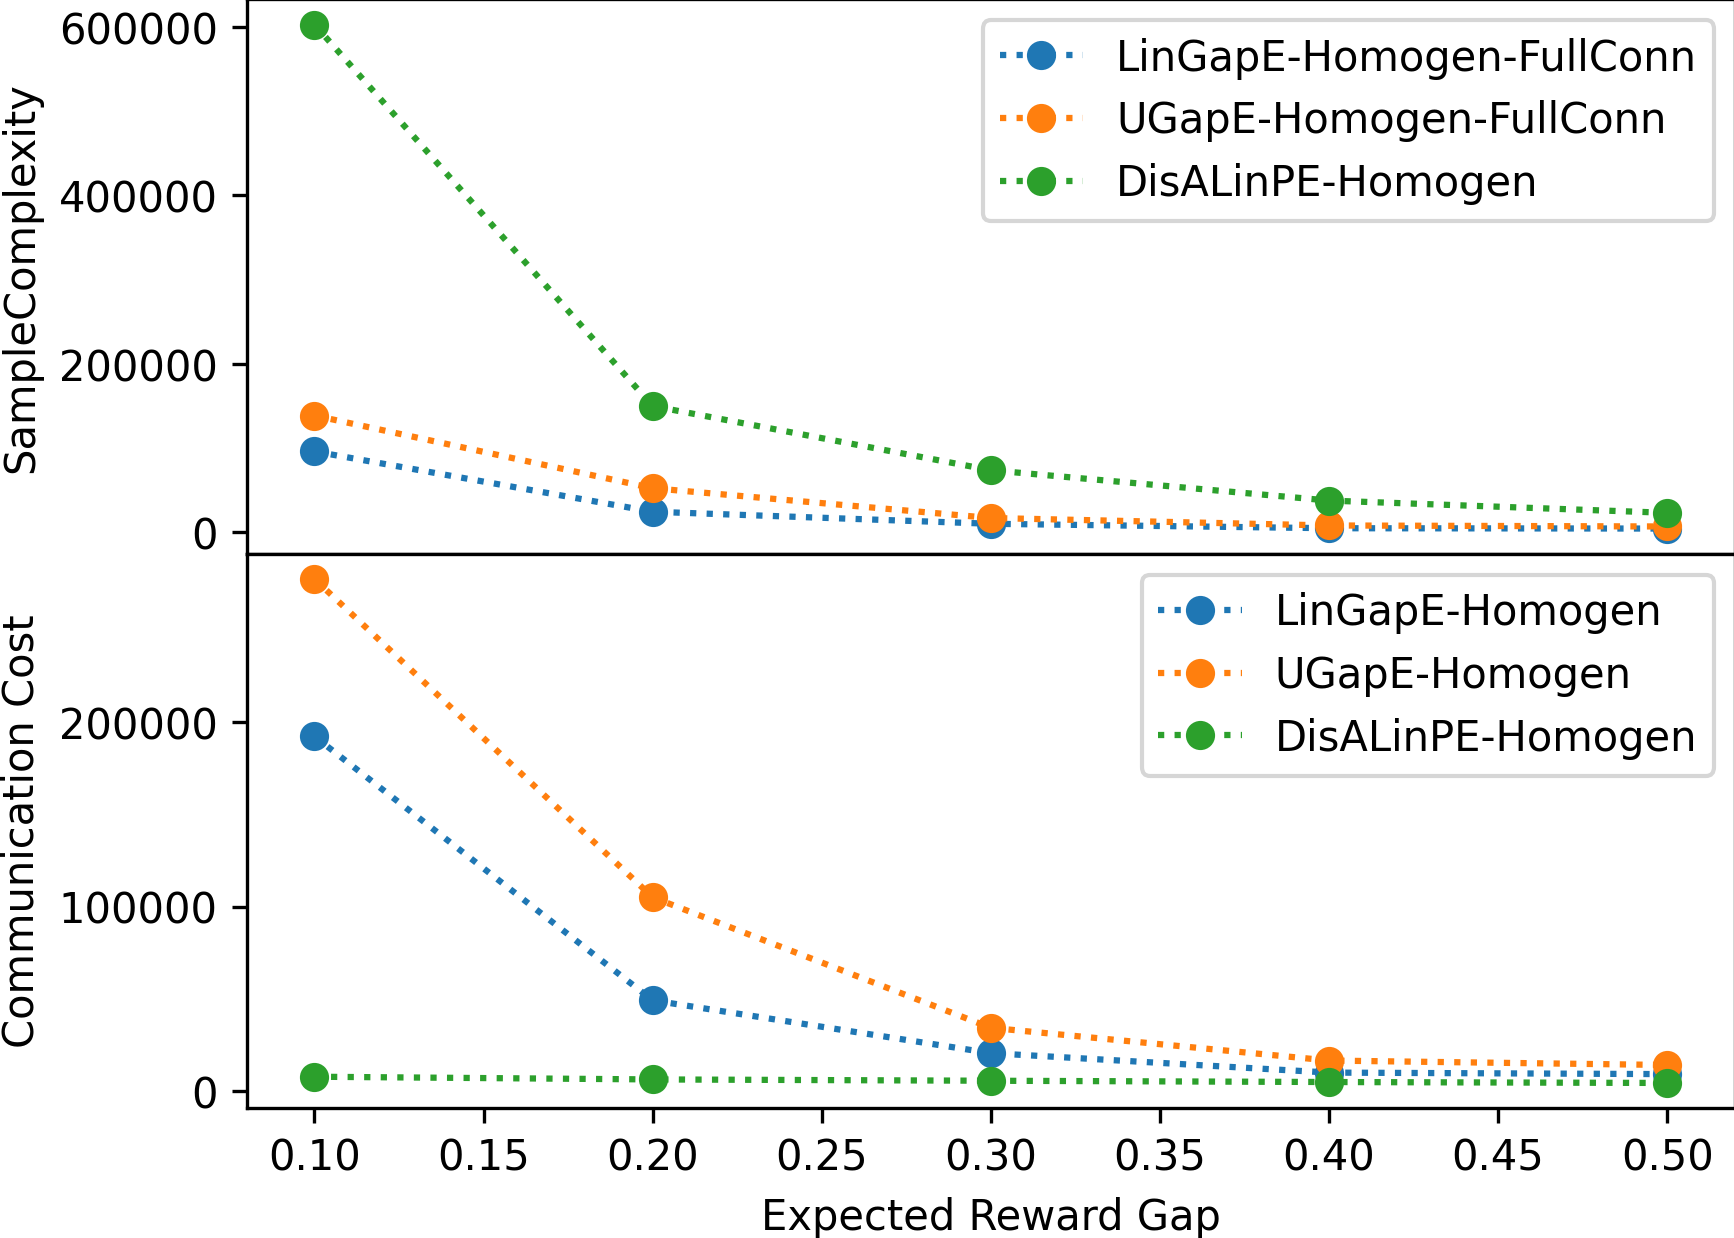 SampleComplexity
600000
400000
200000
0
LinGapE-Homogen-FullConn
UGapE-Homogen-FullConn
DisALinPE-Homogen
Communication Cost
200000
100000
0
LinGapE-Homogen
UGapE-Homogen
DisALinPE-Homogen
0.10 0.15 0.20 0.25 0.30 0.35 0.40 0.45 0.50
Expected Reward Gap